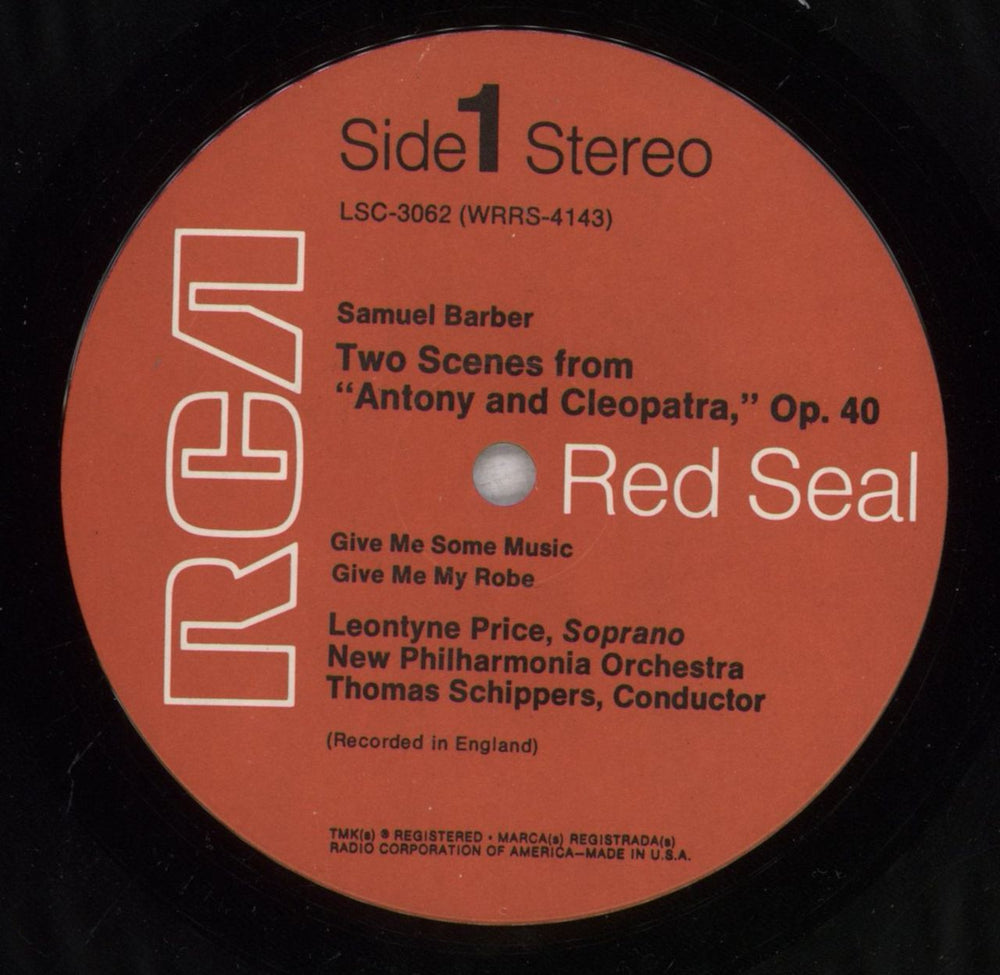 Side 1 Stereo
LSC-3062 (WRRS-4143)
RCA
Samuel Barber
Two Scenes from
“Antony and Cleopatra,” Op. 40
Red Seal
Give Me Some Music
Give Me My Robe
Leontyne Price, Soprano
New Philharmonia Orchestra
Thomas Schippers, Conductor
(Recorded in England)
TMK(s) ® REGISTERED • MARCA(s) REGISTRADA(s)
RADIO CORPORATION OF AMERICA—MADE IN U.S.A.